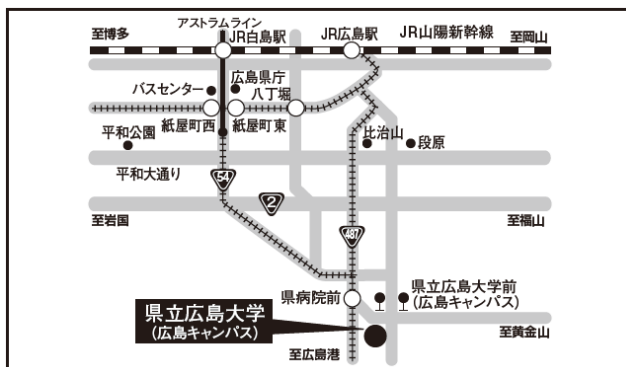 アストラムライン
至博多
JR白島駅
JR広島駅
JR山陽新幹線
至岡山
バスセンター
広島県庁
八丁堀
紙屋町西
紙屋町東
平和公園
比治山
段原
平和大通り
54
2
至岩国
至福山
487
県病院前
県立広島大学前
(広島キャンパス)
県立広島大学
(広島キャンパス)
至黄金山
至広島港